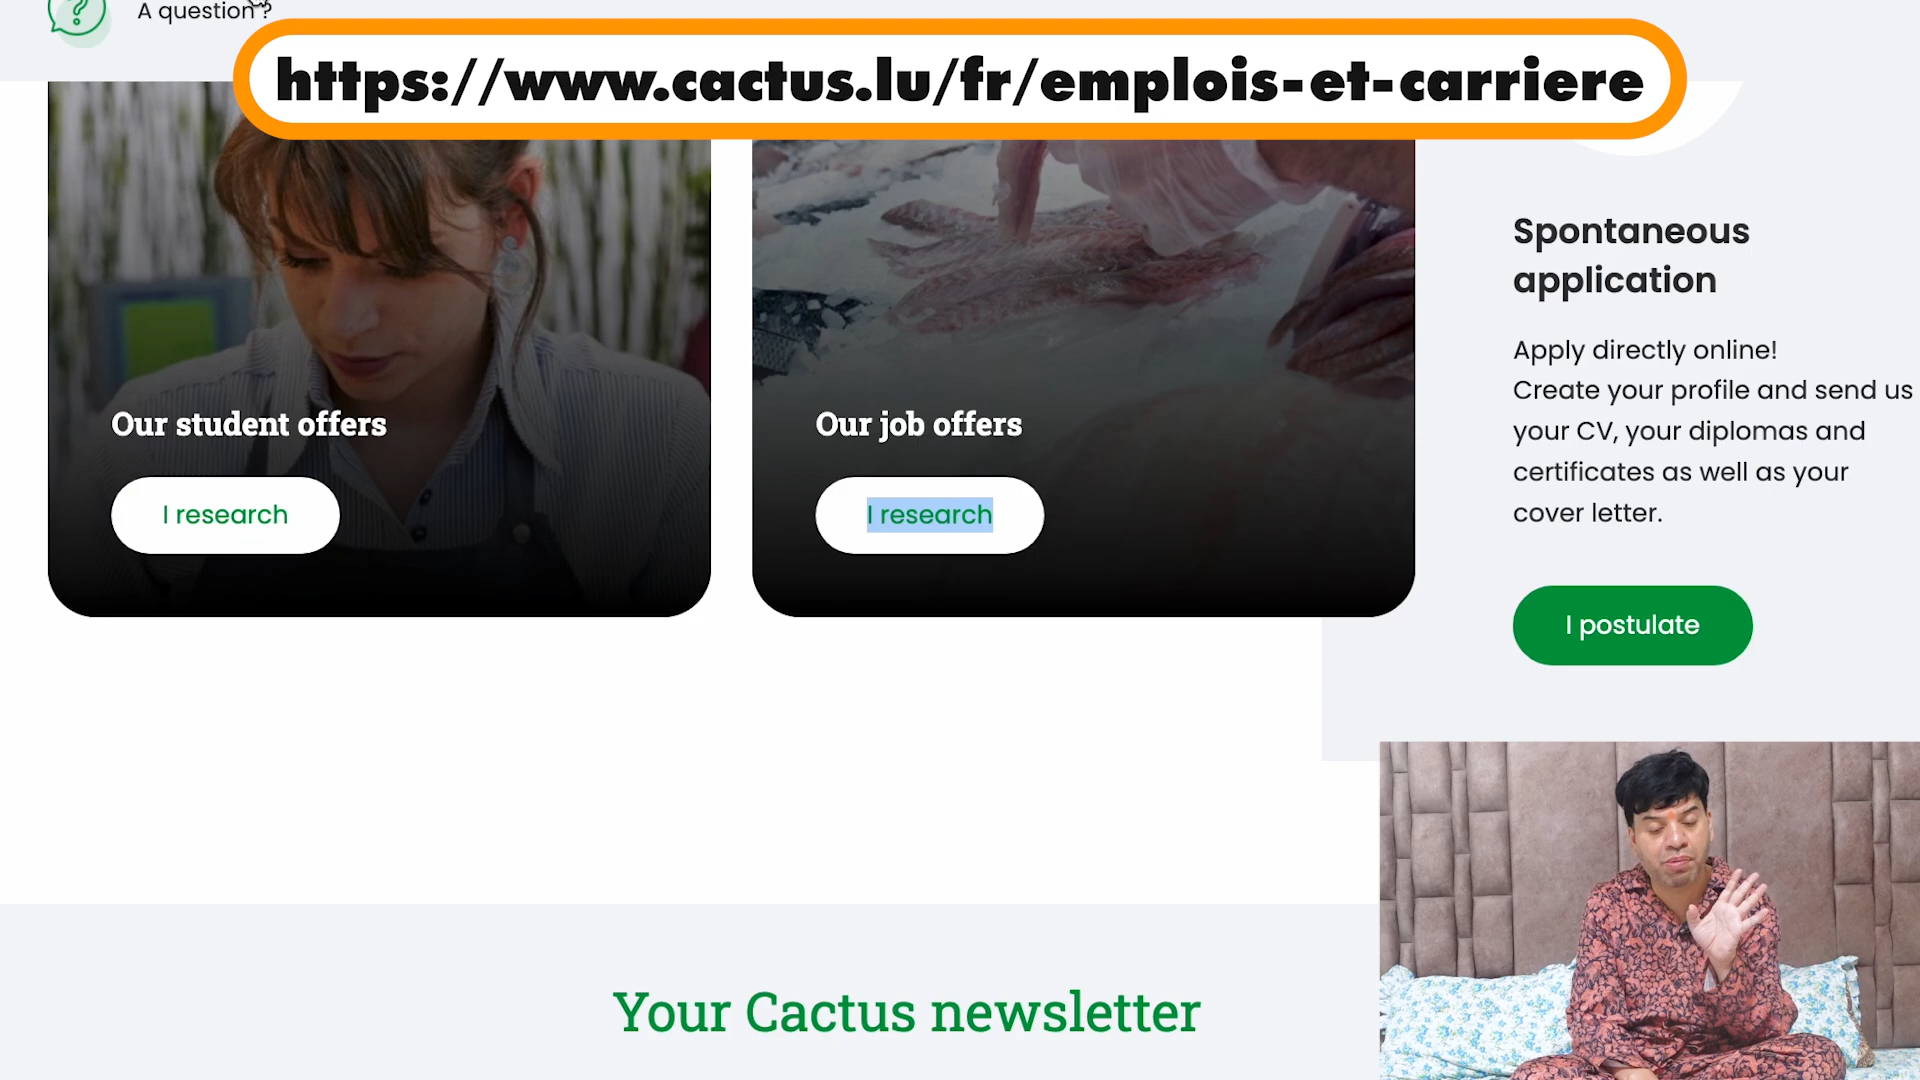 A question ?
https://www.cactus.lu/fr/emplois-et-carriere
Our student offers
I research
Our job offers
I research
Spontaneous
application
Apply directly online!
Create your profile and send us
your CV, your diplomas and
certificates as well as your
cover letter.
I postulate
Your Cactus newsletter